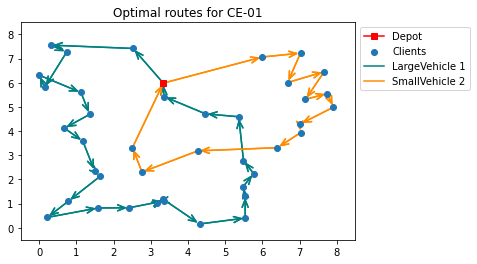 Optimal routes for CE-01
8
7
6
5
4
3
2
1
0
0 1 2 3 4 5 6 7 8
Depot
Clients
LargeVehicle 1
SmallVehicle 2